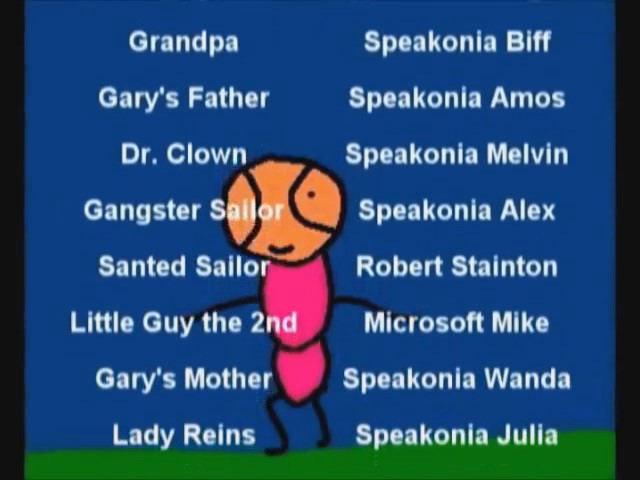 Grandpa Speakonia Biff
Gary's Father Speakonia Amos
Dr. Clown Speakonia Melvin
Gangster Sailor Speakonia Alex
Santed Sailor Robert Stainton
Little Guy the 2nd Microsoft Mike
Gary's Mother Speakonia Wanda
Lady Reins Speakonia Julia